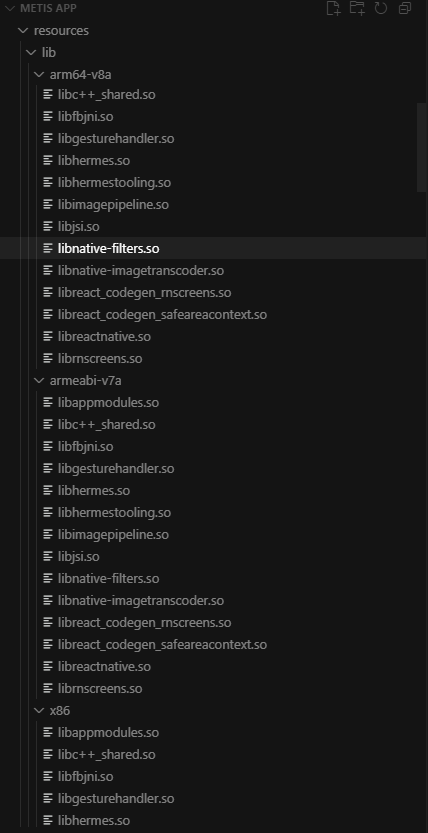 METIS APP
resources
lib
arm64-v8a
libc++_shared.so
libfbjni.so
libgesturehandler.so
libhermes.so
libhermestooling.so
libimagepipeline.so
libjsi.so
libnative-filters.so
libnative-imagetranscoder.so
libreact_codegen_rnscreens.so
libreact_codegen_safeareacontext.so
libreactnative.so
librnscreens.so
armeabi-v7a
libappmodules.so
libc++_shared.so
libfbjni.so
libgesturehandler.so
libhermes.so
libhermestooling.so
libimagepipeline.so
libjsi.so
libnative-filters.so
libnative-imagetranscoder.so
libreact_codegen_rnscreens.so
libreact_codegen_safeareacontext.so
libreactnative.so
librnscreens.so
x86
libappmodules.so
libc++_shared.so
libfbjni.so
libgesturehandler.so
libhermes.so